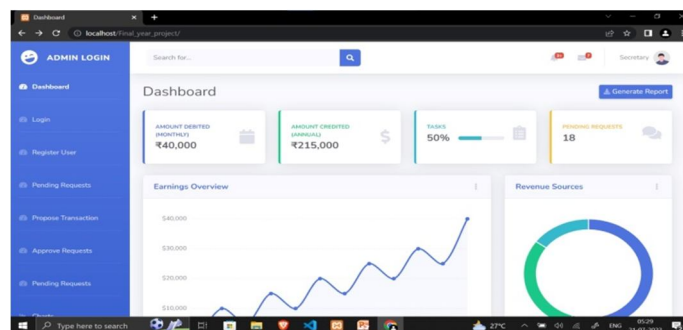 Dashboard
localhost/Final_year_project/
ADMIN LOGIN
Search for...
Secretary
Dashboard
Dashboard
Generate Report
AMOUNT DEBITED
(MONTHLY)
₹40,000
AMOUNT CREDITED
(ANNUAL)
₹215,000
TASKS
50%
PENDING REQUESTS
18
Login
Register User
Pending Requests
Propose Transaction
Approve Requests
Pending Requests
Earnings Overview
Revenue Sources
$40,000
$30,000
$20,000
$10,000
Type here to search
27°C
ENG
05:29